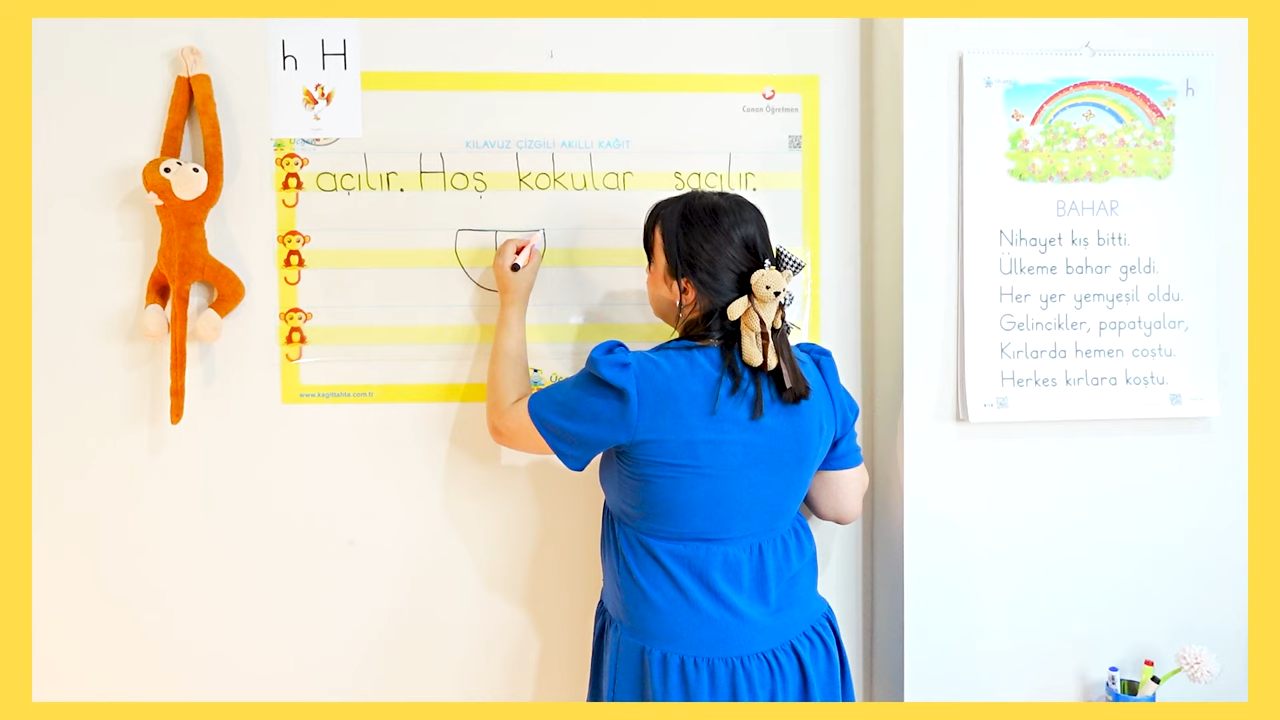 h H
Canan Öğretmen
KILAVUZ ÇİZGİLİ AKILLI KAĞIT
açılır. Hoş kokular saçılır.
www.kagittahta.com.tr
h
BAHAR
Nihayet kış bitti.
Ülkeme bahar geldi.
Her yer yemyeşil oldu.
Gelincikler, papatyalar,
Kırlarda hemen coştu.
Herkes kırlara koştu.